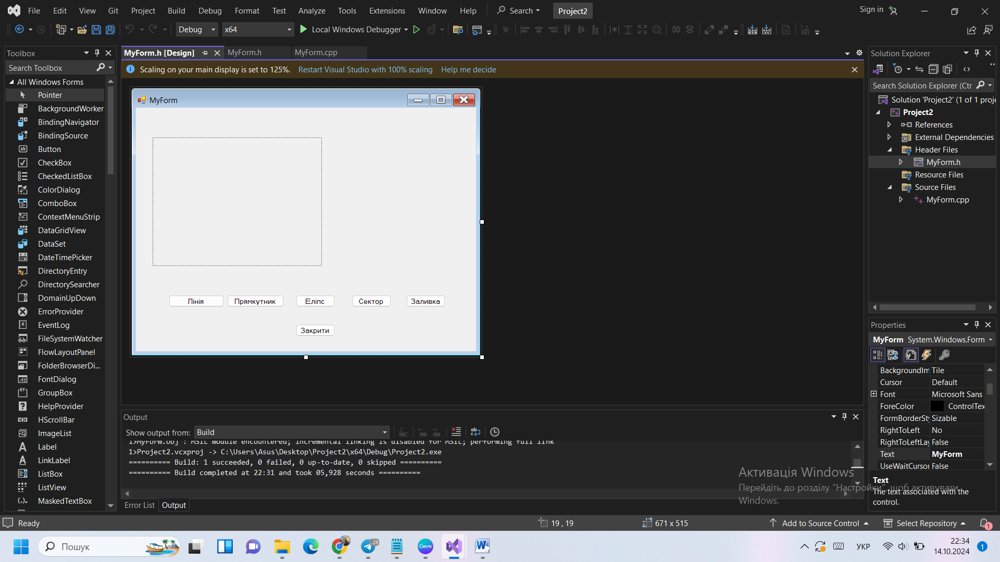 File Edit View Git Project Build Debug Format Test Analyze Tools Extensions Window Help Search Project2 Sign in
Debug x64 Local Windows Debugger
Toolbox
Search Toolbox
All Windows Forms
Pointer
BackgroundWorker
BindingNavigator
BindingSource
Button
CheckBox
CheckedListBox
ColorDialog
ComboBox
ContextMenuStrip
DataGridView
DataSet
DateTimePicker
DirectoryEntry
DirectorySearcher
DomainUpDown
ErrorProvider
EventLog
FileSystemWatcher
FlowLayoutPanel
FolderBrowserDi...
FontDialog
GroupBox
HelpProvider
HScrollBar
ImageList
Label
LinkLabel
ListBox
ListView
MaskedTextBox
MyForm.h [Design] MyForm.h MyForm.cpp
Scaling on your main display is set to 125%. Restart Visual Studio with 100% scaling Help me decide
MyForm
Лінія Прямкутник Еліпс Сектор Заливка
Закрити
Output
Show output from: Build
1>MyForm.obj : MSIL module encountered; incremental linking is disabled for MSIL; performing full link
1>Project2.vcxproj -> C:\Users\Asus\Desktop\Project2\x64\Debug\Project2.exe
========== Build: 1 succeeded, 0 failed, 0 up-to-date, 0 skipped ==========
========== Build completed at 22:31 and took 05,928 seconds ==========
Error List Output
Solution Explorer
Search Solution Explorer (Ctr
Solution 'Project2' (1 of 1 proje
Project2
References
External Dependencies
Header Files
MyForm.h
Resource Files
Source Files
MyForm.cpp
Properties
MyForm System.Windows.Form
BackgroundIm Tile
Cursor Default
Font Microsoft Sans
ForeColor ControlTex
FormBorderSty Sizable
RightToLeft No
RightToLeftLay False
Text MyForm
UseWaitCursor False
Text
The text associated with the
control.
Активація Windows
Перейдіть до розділу "Настройки", щоб активувати
Windows.
Ready 19 , 19 671 x 515 Add to Source Control Select Repository 1
Пошук .28 Canva W УКР 22:34
14.10.2024 1